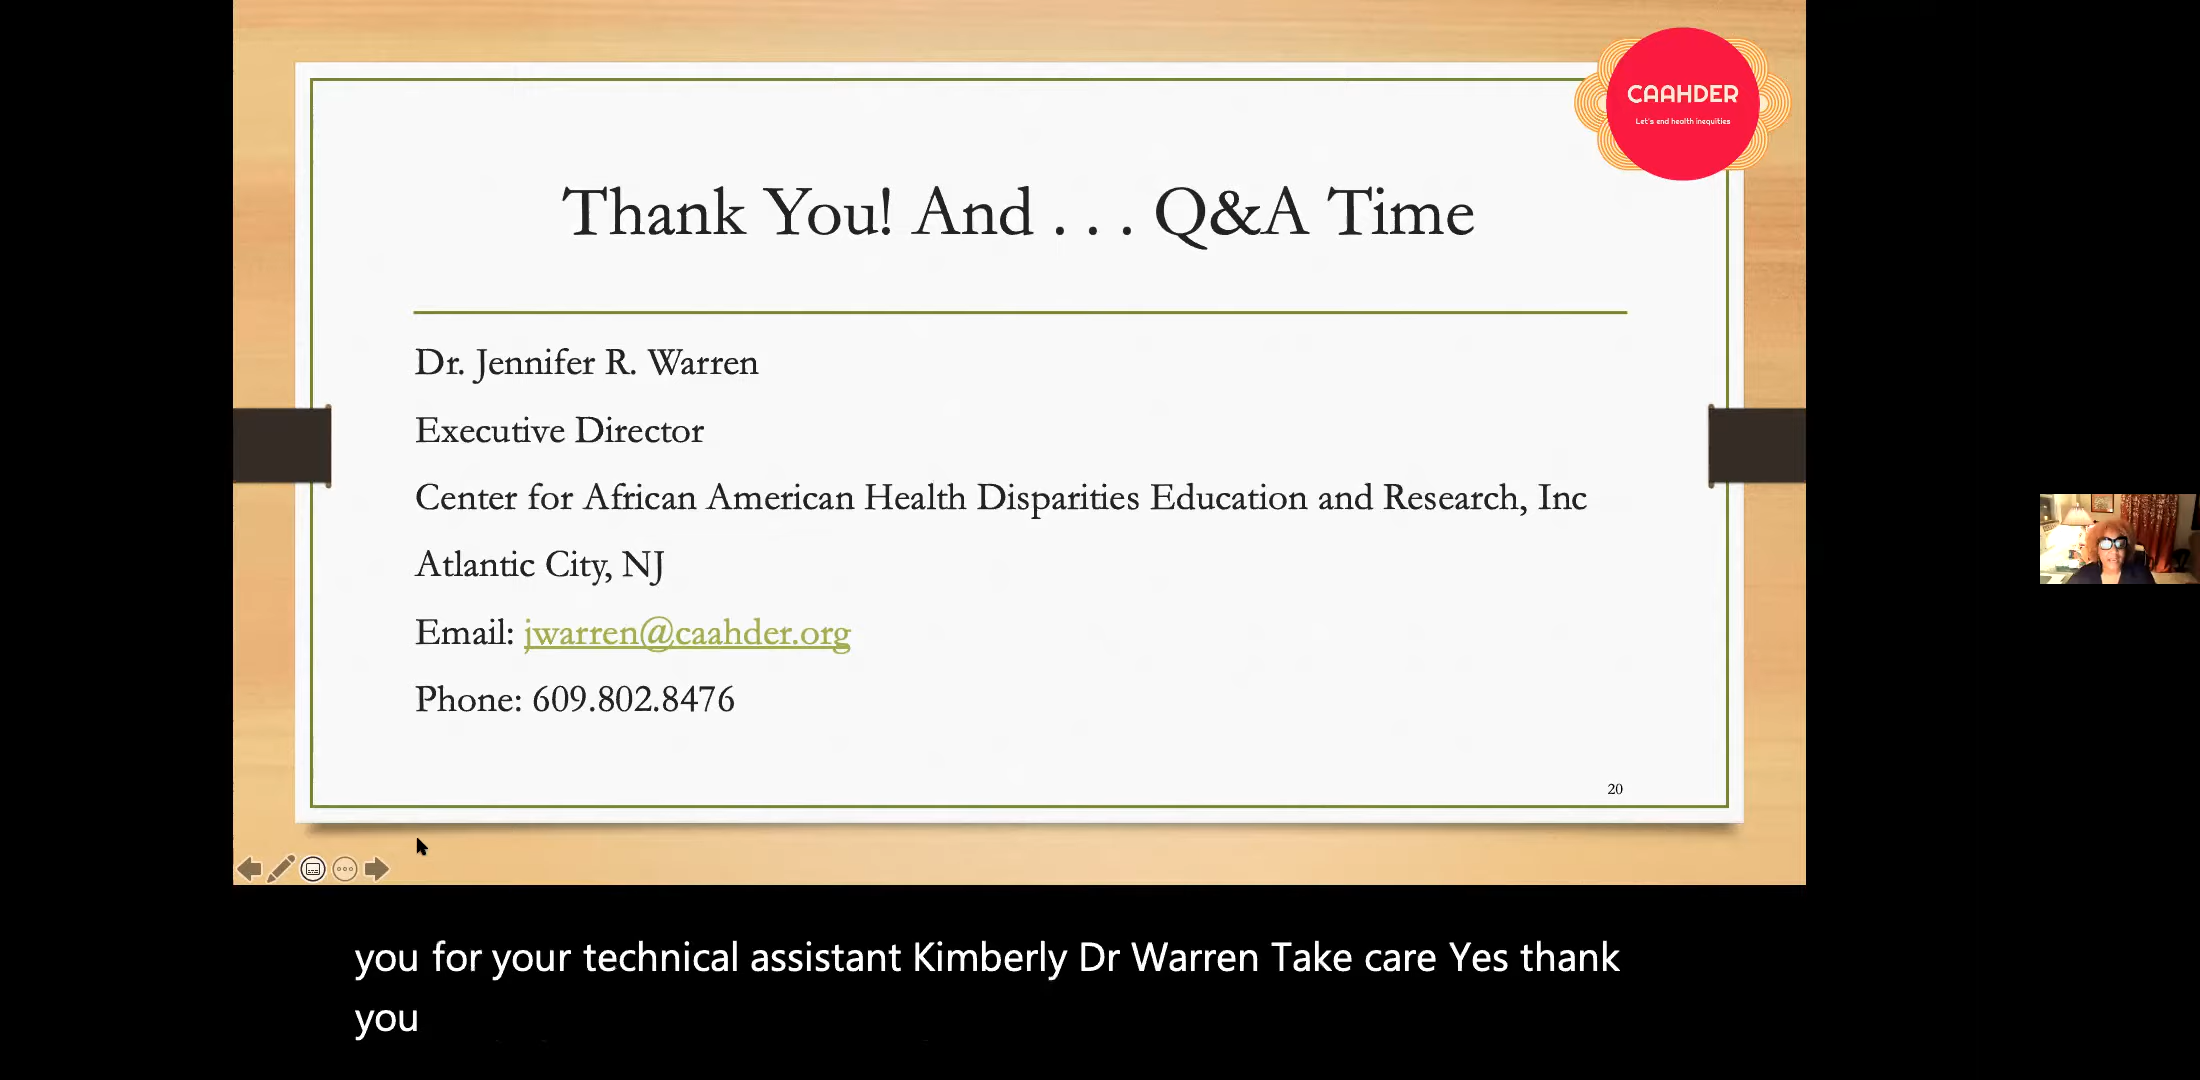 CAAHDER
Let's end health inequities
Thank You! And . . . Q&A Time
Dr. Jennifer R. Warren
Executive Director
Center for African American Health Disparities Education and Research, Inc
Atlantic City, NJ
Email: jwarren@caahder.org
Phone: 609.802.8476
20
you for your technical assistant Kimberly Dr Warren Take care Yes thank
you